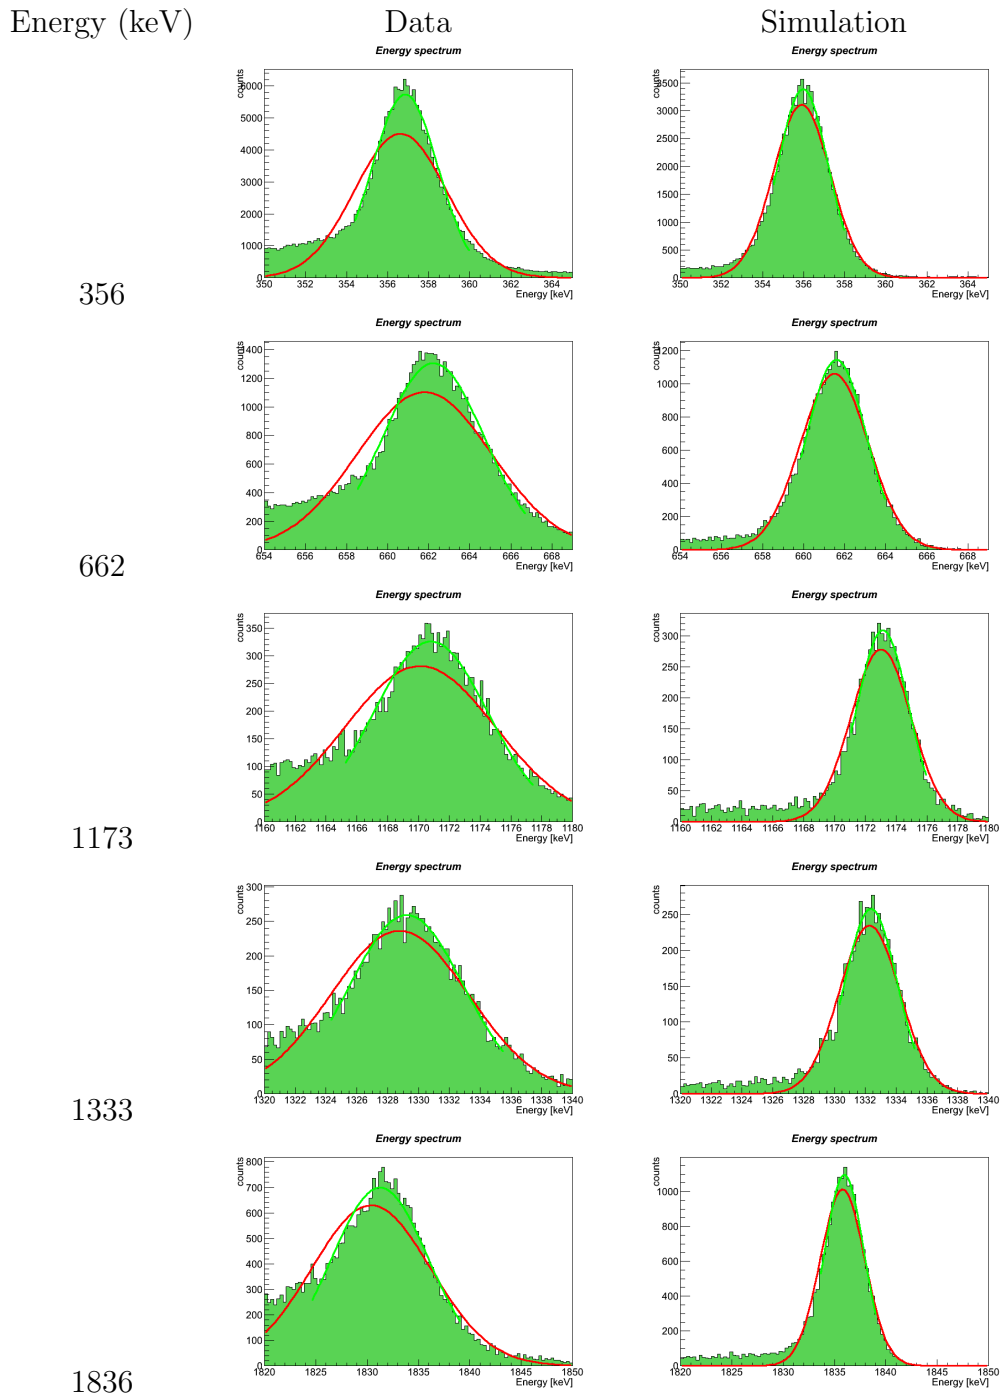 Energy (keV) Data Simulation
Energy spectrum Energy spectrum
counts counts
6000 5000 4000 3000 2000 1000 0
350 352 354 356 358 360 362 364
Energy [keV]
3500 3000 2500 2000 1500 1000 500 0
350 352 354 356 358 360 362 364
Energy [keV]
356
Energy spectrum Energy spectrum
counts counts
1400 1200 1000 800 600 400 200 0
654 656 658 660 662 664 666 668
Energy [keV]
1200 1000 800 600 400 200 0
654 656 658 660 662 664 666 668
Energy [keV]
662
Energy spectrum Energy spectrum
counts counts
350 300 250 200 150 100 50 0
1160 1162 1164 1166 1168 1170 1172 1174 1176 1178 1180
Energy [keV]
300 250 200 150 100 50 0
1160 1162 1164 1166 1168 1170 1172 1174 1176 1178 1180
Energy [keV]
1173
Energy spectrum Energy spectrum
counts counts
300 250 200 150 100 50 0
1320 1322 1324 1326 1328 1330 1332 1334 1336 1338 1340
Energy [keV]
250 200 150 100 50 0
1320 1322 1324 1326 1328 1330 1332 1334 1336 1338 1340
Energy [keV]
1333
Energy spectrum Energy spectrum
counts counts
800 700 600 500 400 300 200 100 0
1820 1825 1830 1835 1840 1845 1850
Energy [keV]
1000 800 600 400 200 0
1820 1825 1830 1835 1840 1845 1850
Energy [keV]
1836